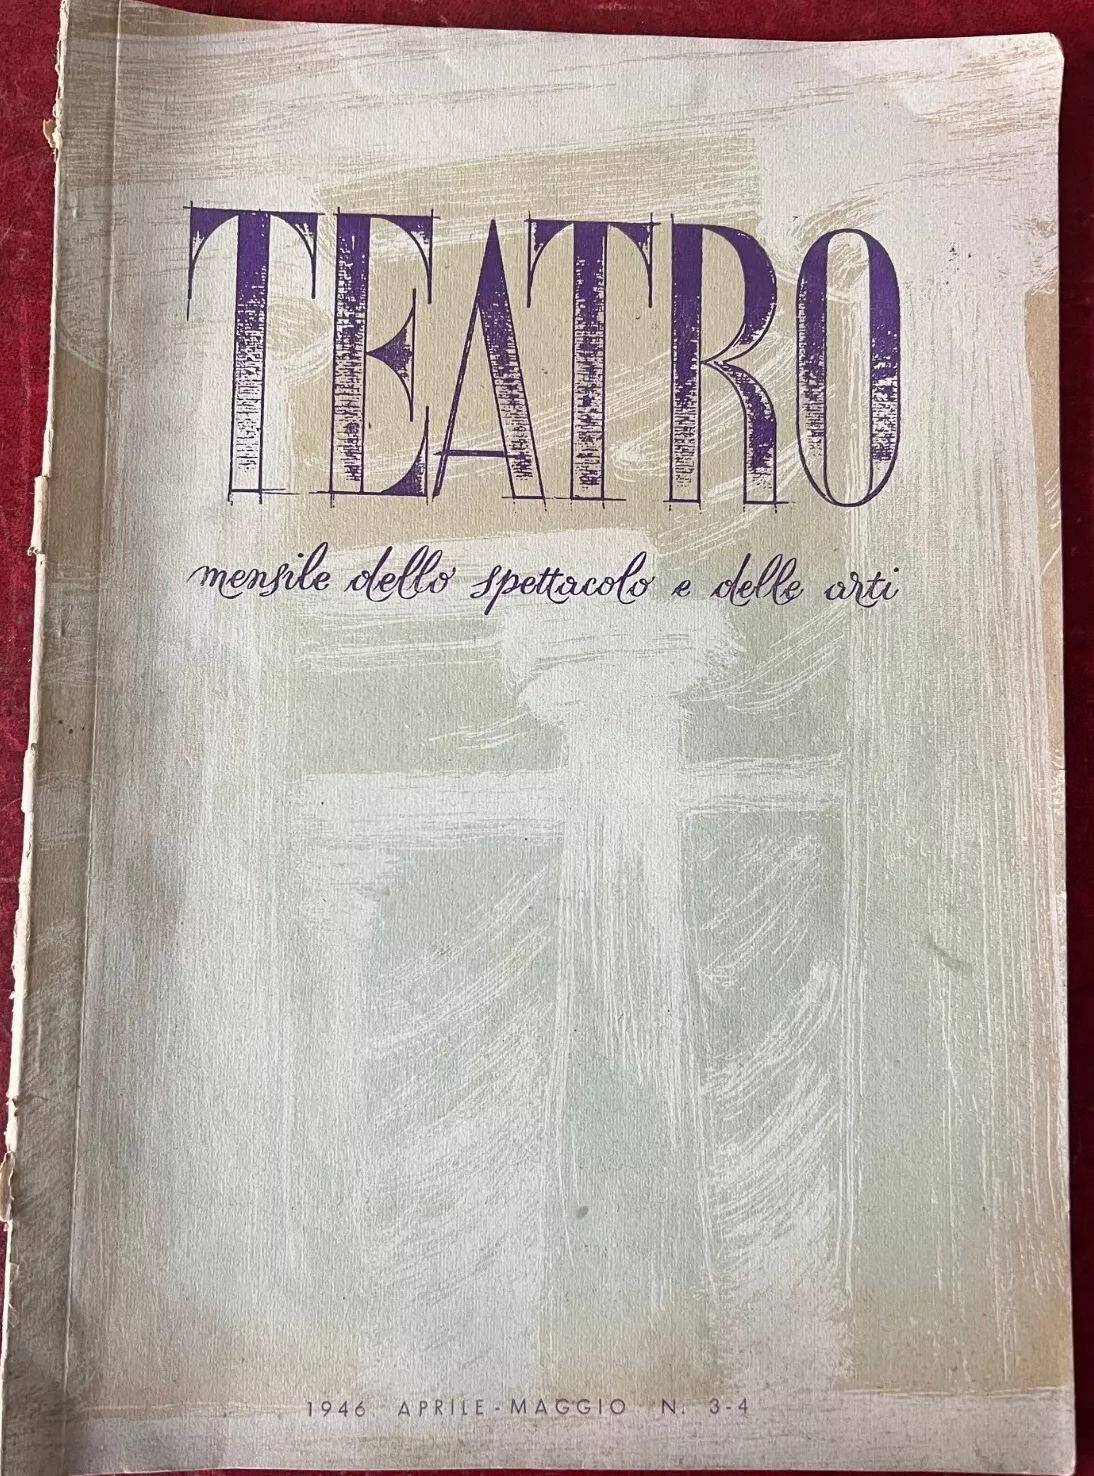 TEATRO
mensile dello spettacolo e delle arti
1946 APRILE-MAGGIO N. 3-4